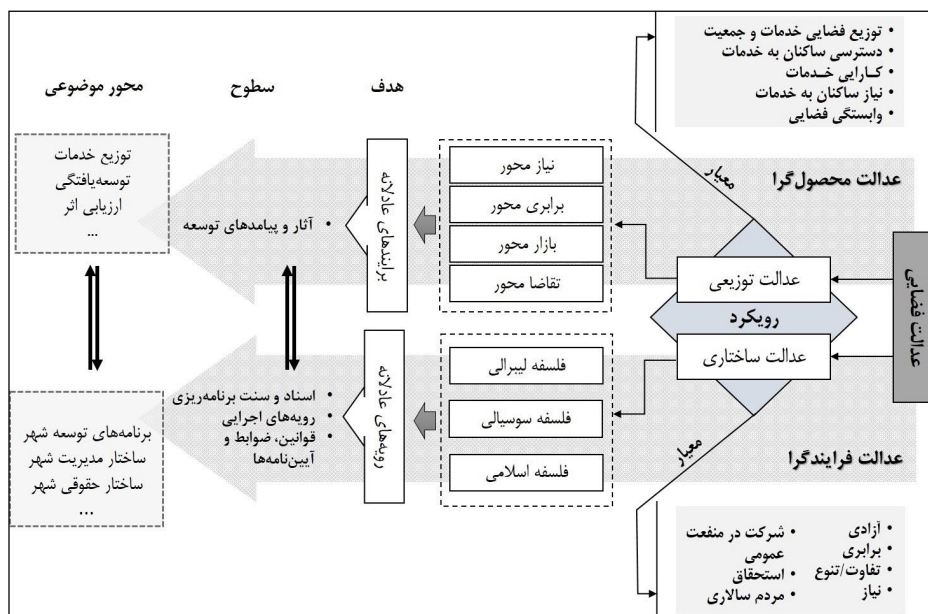 • توزیع فضایی خدمات و جمعیت
• دسترسی ساکنان به خدمات
• کـارایی خـدمات
• نیاز ساکنان به خدمات
• وابستگی فضایی
هدف
سطوح
محور موضوعی
معیار
عدالت محصول‌گرا
نیاز محور
برابری محور
بازار محور
تقاضا محور
برایندهای عادلانه
• آثار و پیامدهای توسعه
توزیع خدمات
توسعه‌یافتگی
ارزیابی اثر
...
عدالت فضایی
عدالت توزیعی
رویکرد
عدالت ساختاری
فلسفه لیبرالی
فلسفه سوسیالی
فلسفه اسلامی
رویه‌های عادلانه
• اسناد و سنت برنامه‌ریزی
• رویه‌های اجرایی
• قوانین، ضوابط و
آیین‌نامه‌ها
برنامه‌های توسعه شهر
ساختار مدیریت شهر
ساختار حقوقی شهر
...
معیار
عدالت فرایندگرا
• آزادی
• برابری
• تفاوت/تنوع
• نیاز
• شرکت در منفعت
عمومی
• استحقاق
• مردم سالاری